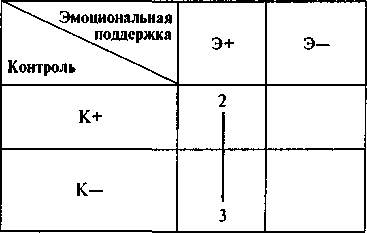 Эмоциональная
поддержка
Контроль
Э+
Э—
К+
2
К—
3